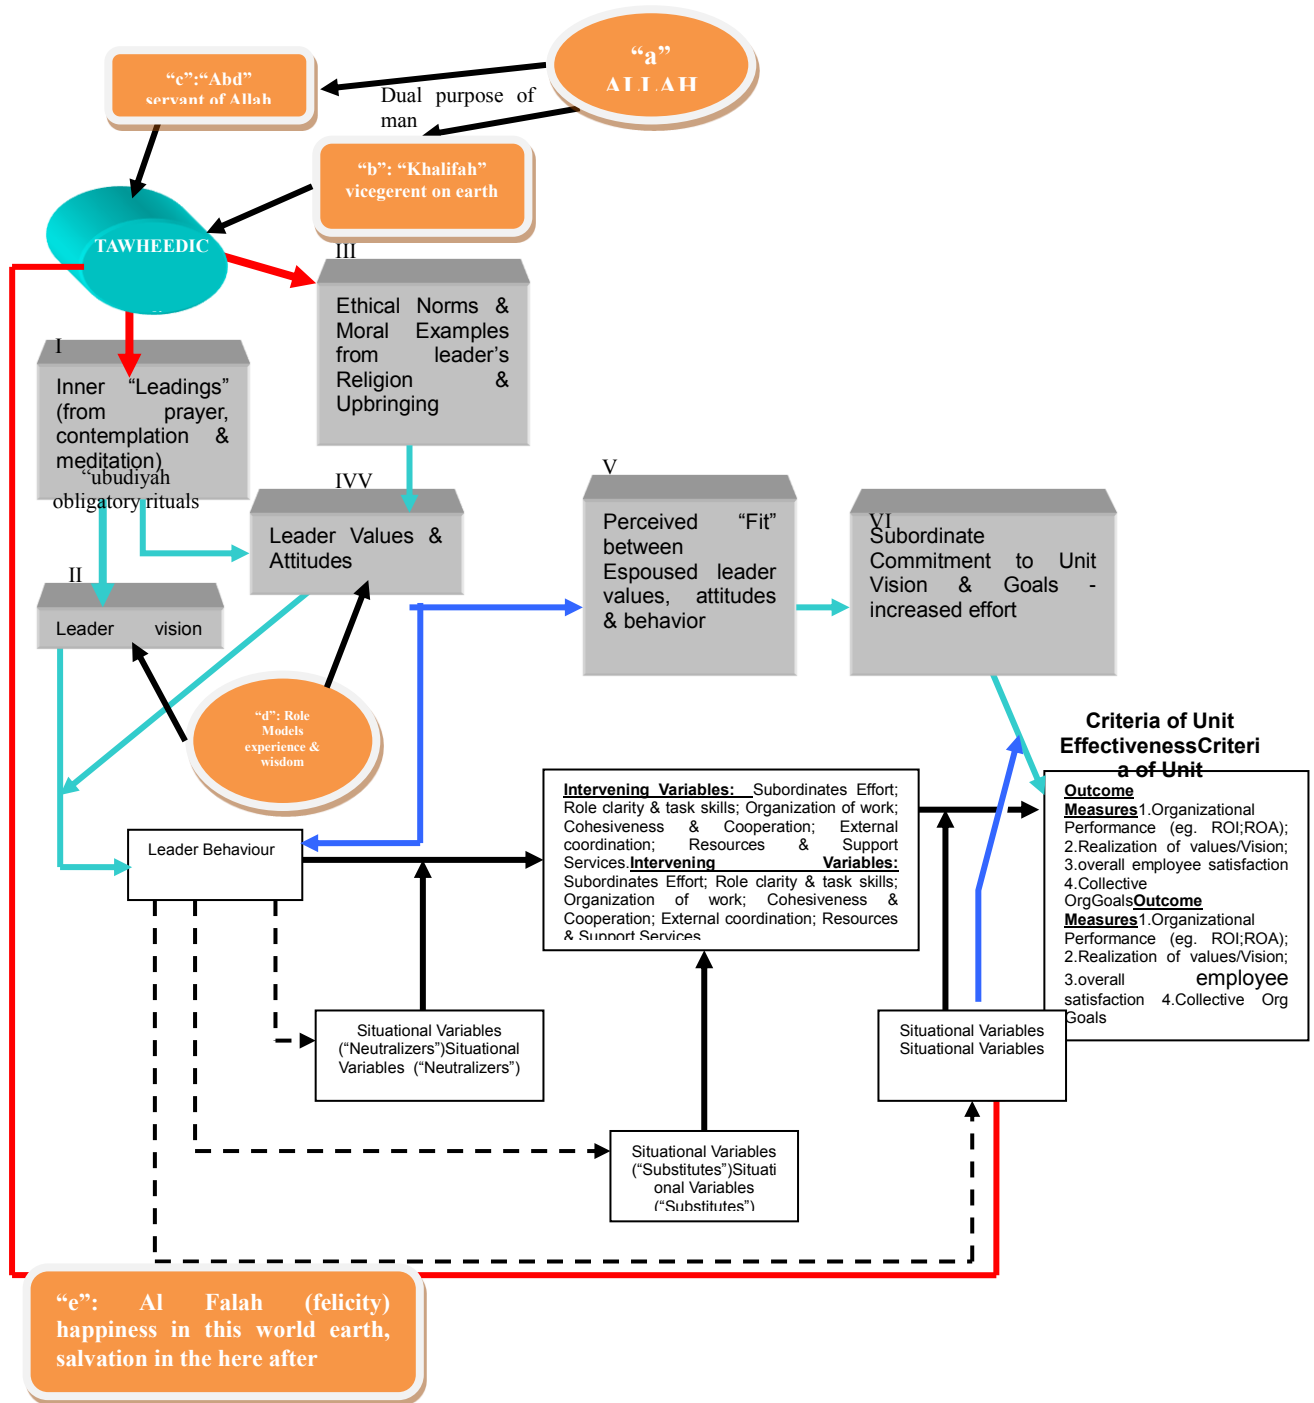 “a”
ALLAH
“c”:“Abd”
servant of Allah
Dual purpose of
man
“b”: “Khalifah”
vicegerent on earth
TAWHEEDIC
III
Ethical Norms &
Moral Examples
from leader’s
Religion &
Upbringing
I
Inner “Leadings”
(from prayer,
contemplation &
meditation)
“ubudiyah
obligatory rituals
IVV
Leader Values &
Attitudes
V
Perceived “Fit”
between
Espoused leader
values, attitudes
& behavior
VI
Subordinate
Commitment to Unit
Vision & Goals -
increased effort
II
Leader vision
“d”: Role
Models
experience &
wisdom
Criteria of Unit
EffectivenessCriteri
a of Unit
Outcome
Measures1.Organizational
Performance (eg. ROI;ROA);
2.Realization of values/Vision;
3.overall employee satisfaction
4.Collective
OrgGoalsOutcome
Measures1.Organizational
Performance (eg. ROI;ROA);
2.Realization of values/Vision;
3.overall employee
satisfaction 4.Collective Org
Goals
Intervening Variables: Subordinates Effort;
Role clarity & task skills; Organization of work;
Cohesiveness & Cooperation; External
coordination; Resources & Support
Services.Intervening Variables:
Subordinates Effort; Role clarity & task skills;
Organization of work; Cohesiveness &
Cooperation; External coordination; Resources
& Support Services
Leader Behaviour
Situational Variables
(“Neutralizers”)Situational
Variables (“Neutralizers”)
Situational Variables
Situational Variables
Situational Variables
(“Substitutes”)Situati
onal Variables
(“Substitutes”)
“e”: Al Falah (felicity)
happiness in this world earth,
salvation in the here after